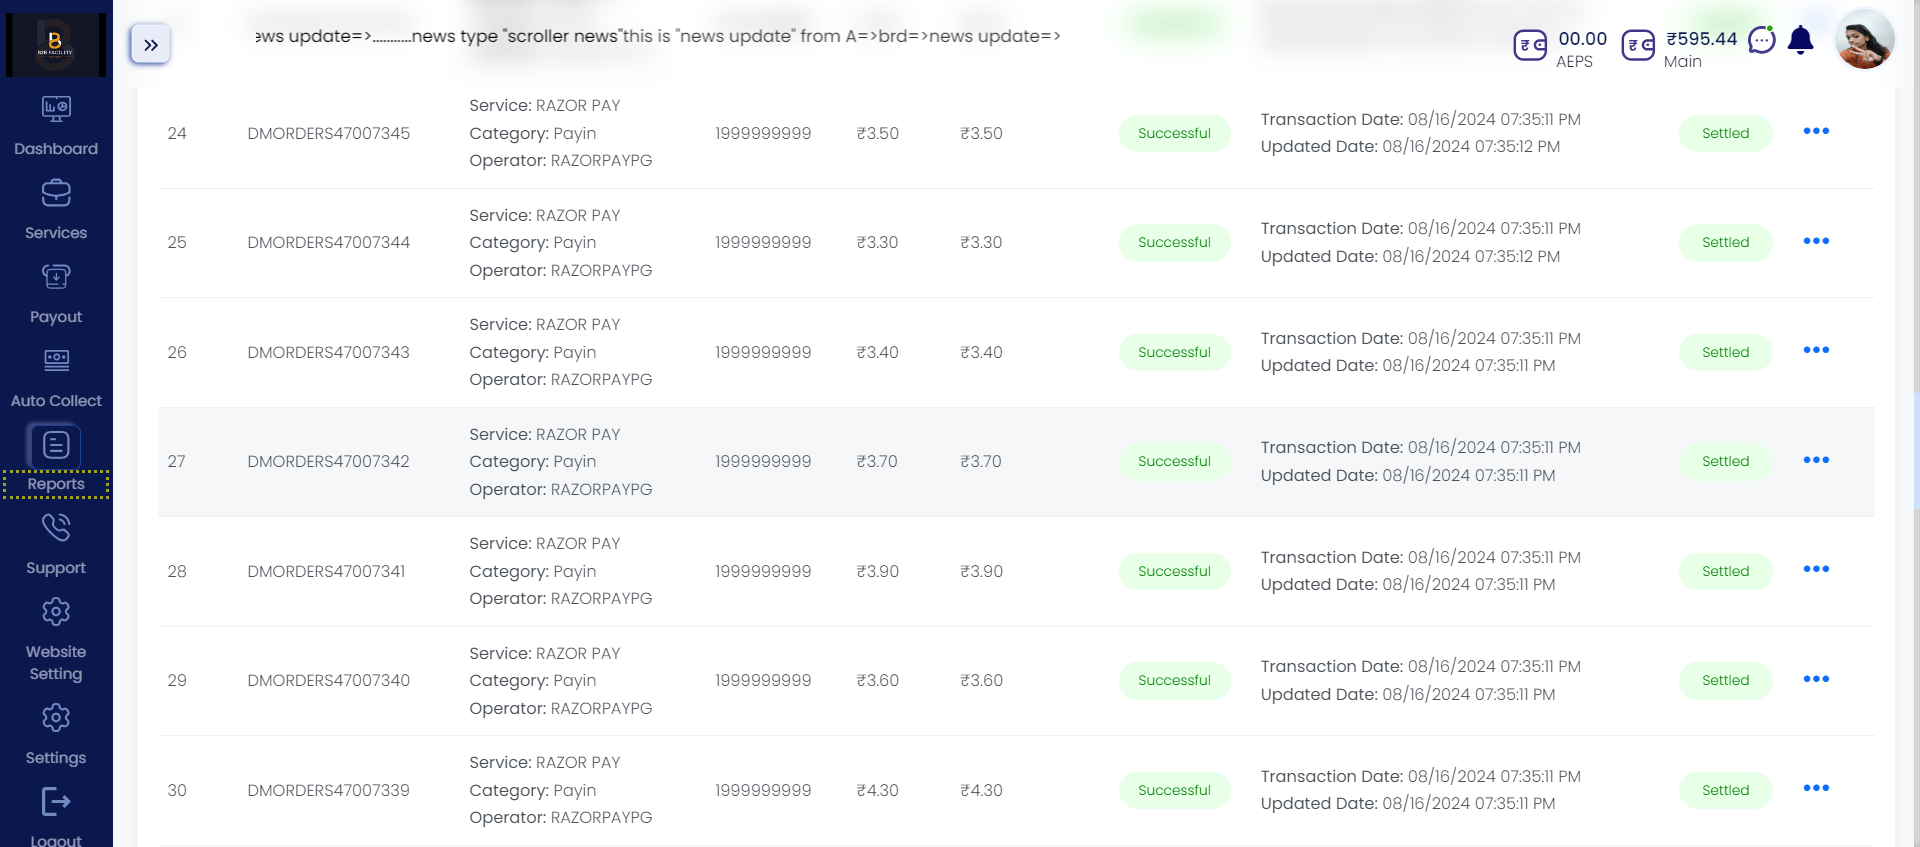 B2B FACILITY
ews update=>...........news type "scroller news"this is "news update" from A=>brd=>news update=>
00.00
AEPS
₹595.44
Main
Dashboard
Services
Payout
Auto Collect
Reports
Support
Website
Setting
Settings
Logout
24 DMORDERS47007345 Service: RAZOR PAY
Category: Payin
Operator: RAZORPAYPG 1999999999 ₹3.50 ₹3.50 Successful Transaction Date: 08/16/2024 07:35:11 PM
Updated Date: 08/16/2024 07:35:12 PM Settled
25 DMORDERS47007344 Service: RAZOR PAY
Category: Payin
Operator: RAZORPAYPG 1999999999 ₹3.30 ₹3.30 Successful Transaction Date: 08/16/2024 07:35:11 PM
Updated Date: 08/16/2024 07:35:12 PM Settled
26 DMORDERS47007343 Service: RAZOR PAY
Category: Payin
Operator: RAZORPAYPG 1999999999 ₹3.40 ₹3.40 Successful Transaction Date: 08/16/2024 07:35:11 PM
Updated Date: 08/16/2024 07:35:11 PM Settled
27 DMORDERS47007342 Service: RAZOR PAY
Category: Payin
Operator: RAZORPAYPG 1999999999 ₹3.70 ₹3.70 Successful Transaction Date: 08/16/2024 07:35:11 PM
Updated Date: 08/16/2024 07:35:11 PM Settled
28 DMORDERS47007341 Service: RAZOR PAY
Category: Payin
Operator: RAZORPAYPG 1999999999 ₹3.90 ₹3.90 Successful Transaction Date: 08/16/2024 07:35:11 PM
Updated Date: 08/16/2024 07:35:11 PM Settled
29 DMORDERS47007340 Service: RAZOR PAY
Category: Payin
Operator: RAZORPAYPG 1999999999 ₹3.60 ₹3.60 Successful Transaction Date: 08/16/2024 07:35:11 PM
Updated Date: 08/16/2024 07:35:11 PM Settled
30 DMORDERS47007339 Service: RAZOR PAY
Category: Payin
Operator: RAZORPAYPG 1999999999 ₹4.30 ₹4.30 Successful Transaction Date: 08/16/2024 07:35:11 PM
Updated Date: 08/16/2024 07:35:11 PM Settled